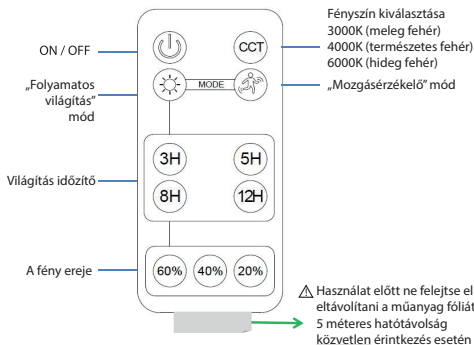 Fényszín kiválasztása
3000K (meleg fehér)
4000K (természetes fehér)
6000K (hideg fehér)
ON / OFF
CCT
„Folyamatos
világítás”
mód
MODE
„Mozgásérzékelő” mód
Világítás időzítő
3H 5H
8H 12H
A fény ereje
60% 40% 20%
⚠ Használat előtt ne felejtse el
eltávolítani a műanyag fóliát
5 méteres hatótávolság
közvetlen érintkezés esetén